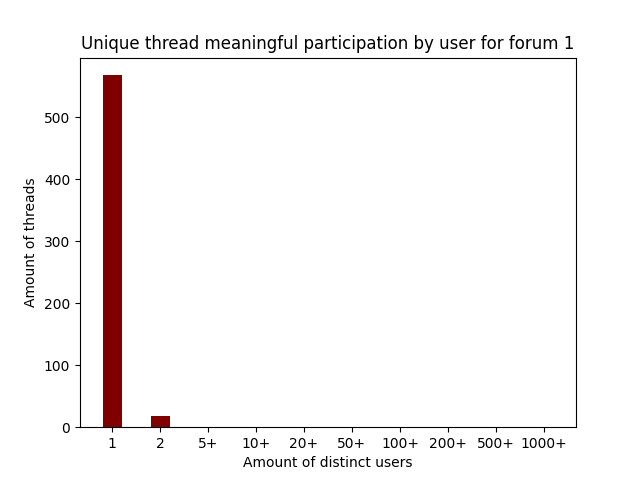 Unique thread meaningful participation by user for forum 1
Amount of threads
500
400
300
200
100
0
1 2 5+ 10+ 20+ 50+ 100+ 200+ 500+ 1000+
Amount of distinct users